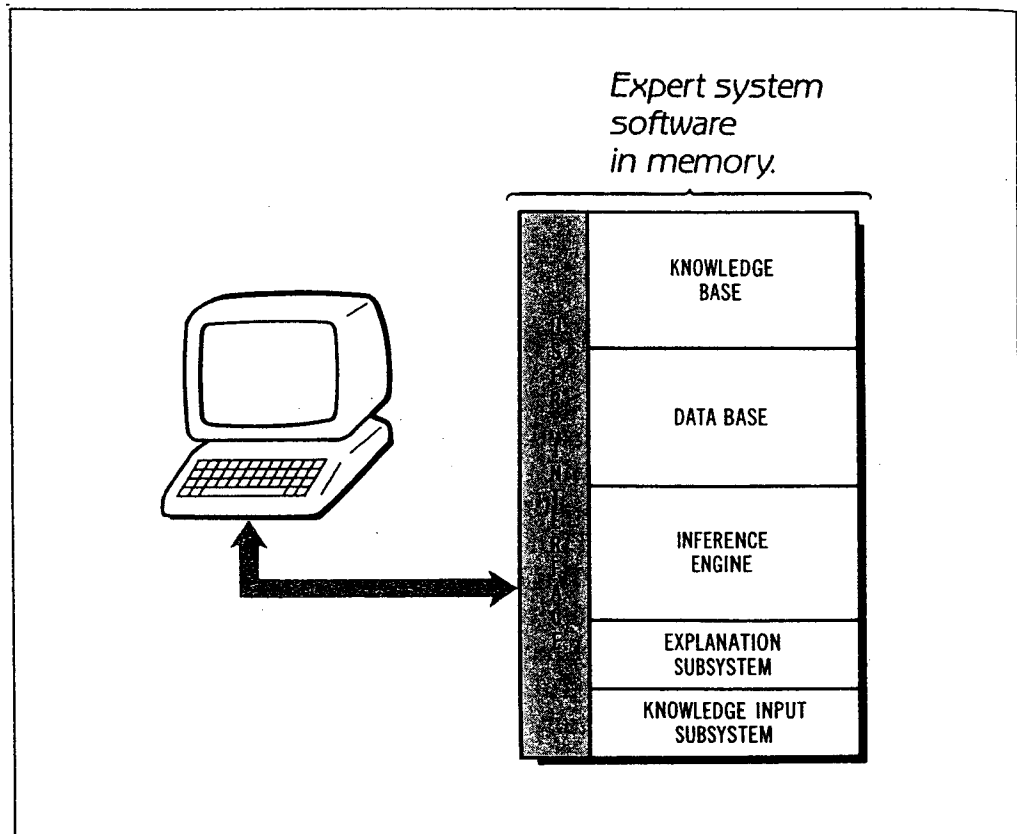 Expert system
software
in memory.
KNOWLEDGE
BASE
DATA BASE
INFERENCE
ENGINE
EXPLANATION
SUBSYSTEM
KNOWLEDGE INPUT
SUBSYSTEM